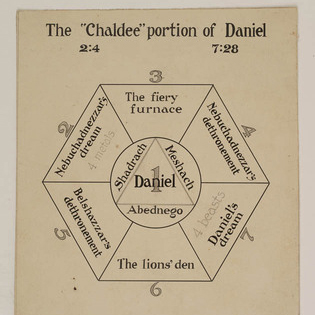 The "Chaldee" portion of Daniel
2:4 7:28
3
The fiery
furnace
2
Nebuchadnezzar's
dream
4 metals
4
Nebuchadnezzar's
dethronement
Shadrach
Meshach
1
Daniel
Abednego
5
Belshazzar's
dethronement
4 beasts
Daniel's
dream
7
The lions' den
6